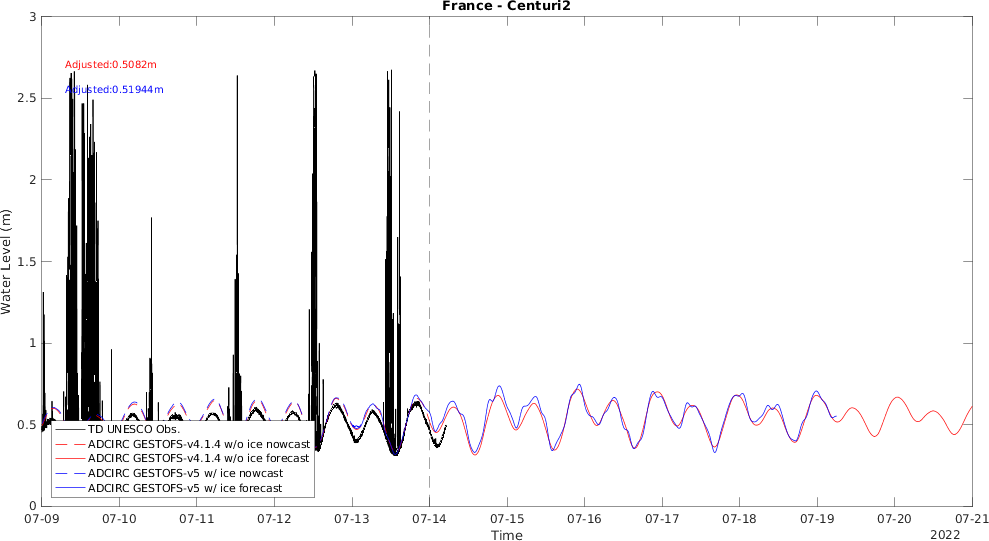 France - Centuri2
3
Adjusted:0.5082m
Adjusted:0.51944m
2.5
2
1.5
1
0.5
0
Water Level (m)
TD UNESCO Obs.
ADCIRC GESTOFS-v4.1.4 w/o ice nowcast
ADCIRC GESTOFS-v4.1.4 w/o ice forecast
ADCIRC GESTOFS-v5 w/ ice nowcast
ADCIRC GESTOFS-v5 w/ ice forecast
07-09 07-10 07-11 07-12 07-13 07-14 07-15 07-16 07-17 07-18 07-19 07-20 07-21
Time
2022